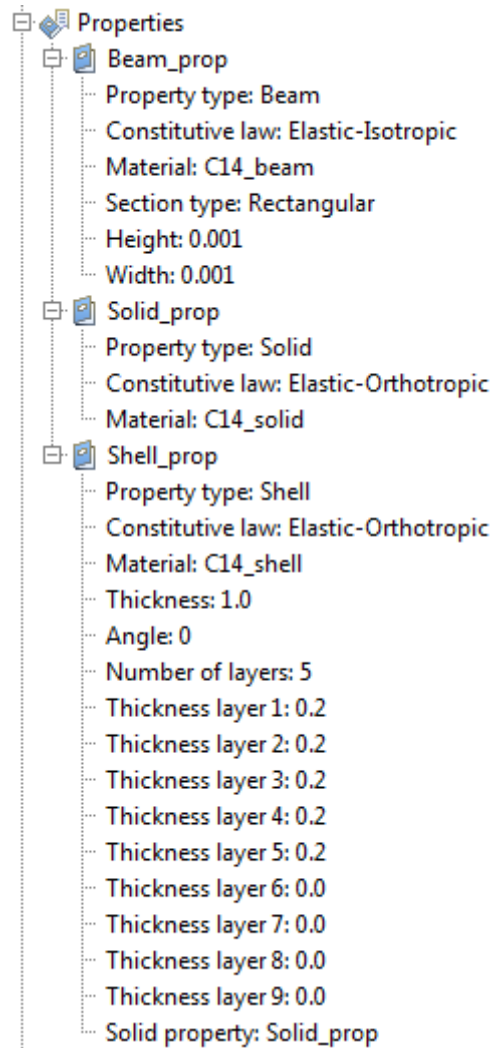 Properties
Beam_prop
Property type: Beam
Constitutive law: Elastic-Isotropic
Material: C14_beam
Section type: Rectangular
Height: 0.001
Width: 0.001
Solid_prop
Property type: Solid
Constitutive law: Elastic-Orthotropic
Material: C14_solid
Shell_prop
Property type: Shell
Constitutive law: Elastic-Orthotropic
Material: C14_shell
Thickness: 1.0
Angle: 0
Number of layers: 5
Thickness layer 1: 0.2
Thickness layer 2: 0.2
Thickness layer 3: 0.2
Thickness layer 4: 0.2
Thickness layer 5: 0.2
Thickness layer 6: 0.0
Thickness layer 7: 0.0
Thickness layer 8: 0.0
Thickness layer 9: 0.0
Solid property: Solid_prop